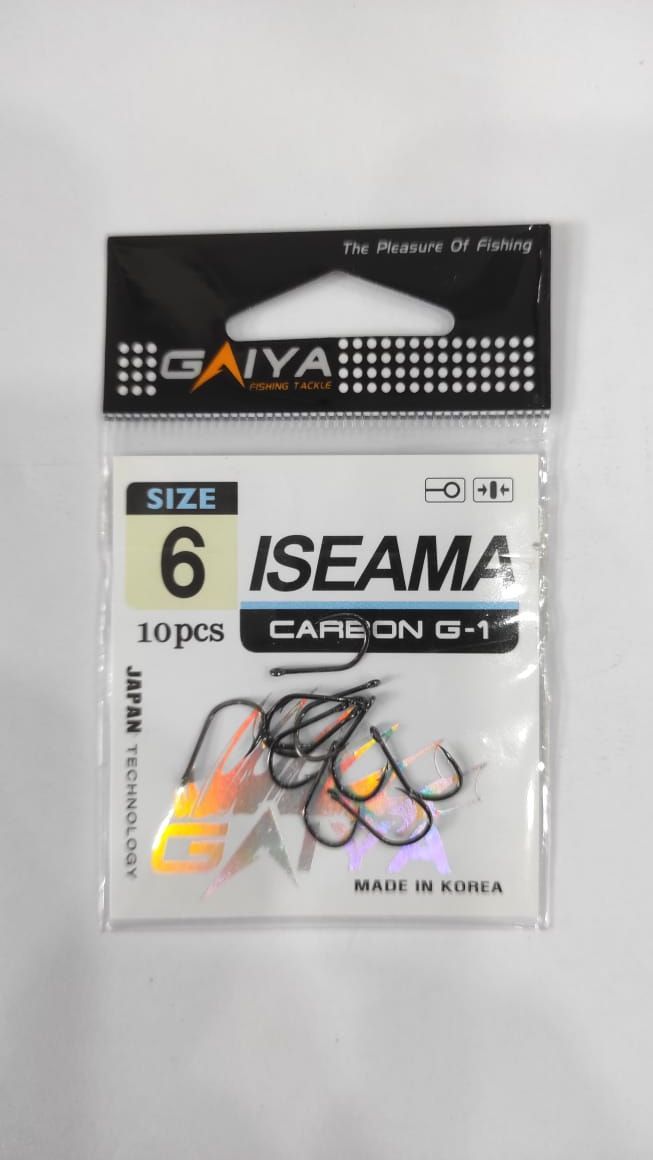 The Pleasure Of Fishing
GAIYA
FISHING TACKLE
SIZE
6
10pcs
ISEAMA
CARBON G-1
JAPAN TECHNOLOGY
GAIYA
MADE IN KOREA